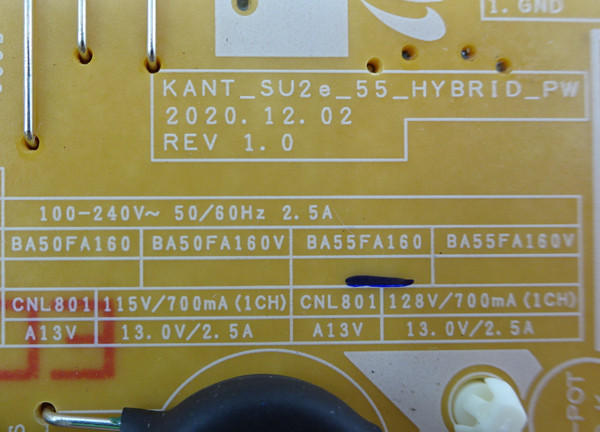 1. GND
KANT_SU2e_55_HYBRID_PW
2020.12.02
REV 1.0
100-240V~ 50/60Hz 2.5A
BA50FA160 BA50FA160V BA55FA160 BA55FA160V
CNL801 115V/700mA(1CH) CNL801 128V/700mA(1CH)
A13V 13.0V/2.5A A13V 13.0V/2.5A